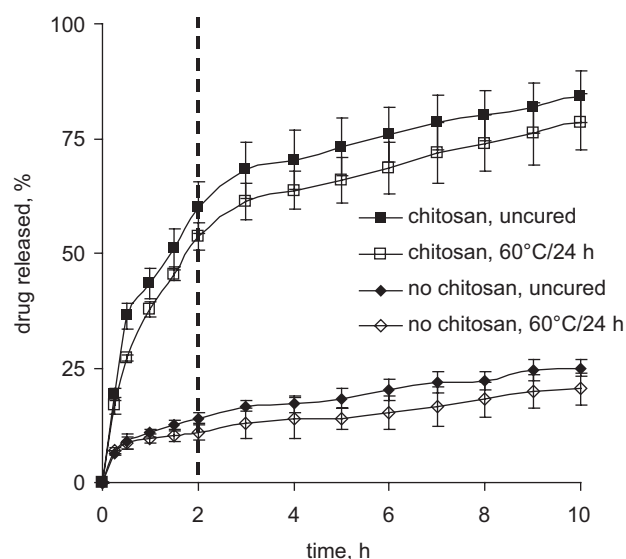 100
75
50
25
0
drug released, %
chitosan, uncured
chitosan, 60°C/24 h
no chitosan, uncured
no chitosan, 60°C/24 h
0 2 4 6 8 10
time, h